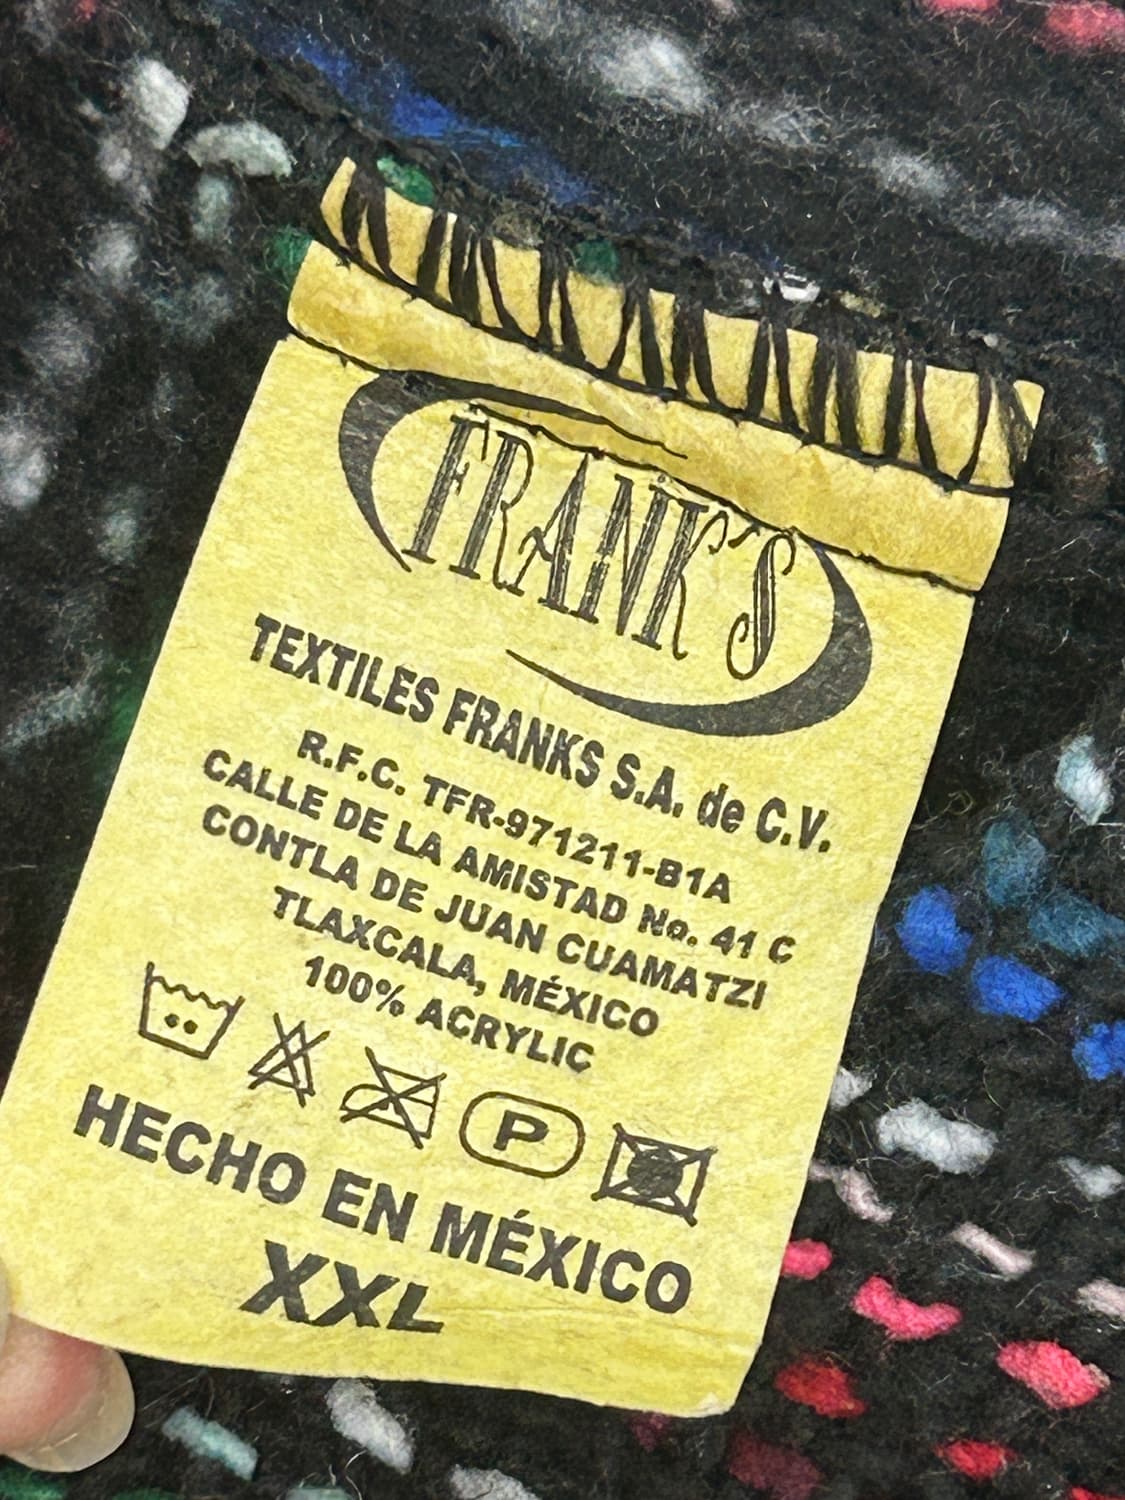 FRANK'S
TEXTILES FRANKS S.A. de C.V.
R.F.C. TFR-971211-B1A
CALLE DE LA AMISTAD No. 41 C
CONTLA DE JUAN CUAMATZI
TLAXCALA, MÉXICO
100% ACRYLIC
P
HECHO EN MÉXICO
XXL